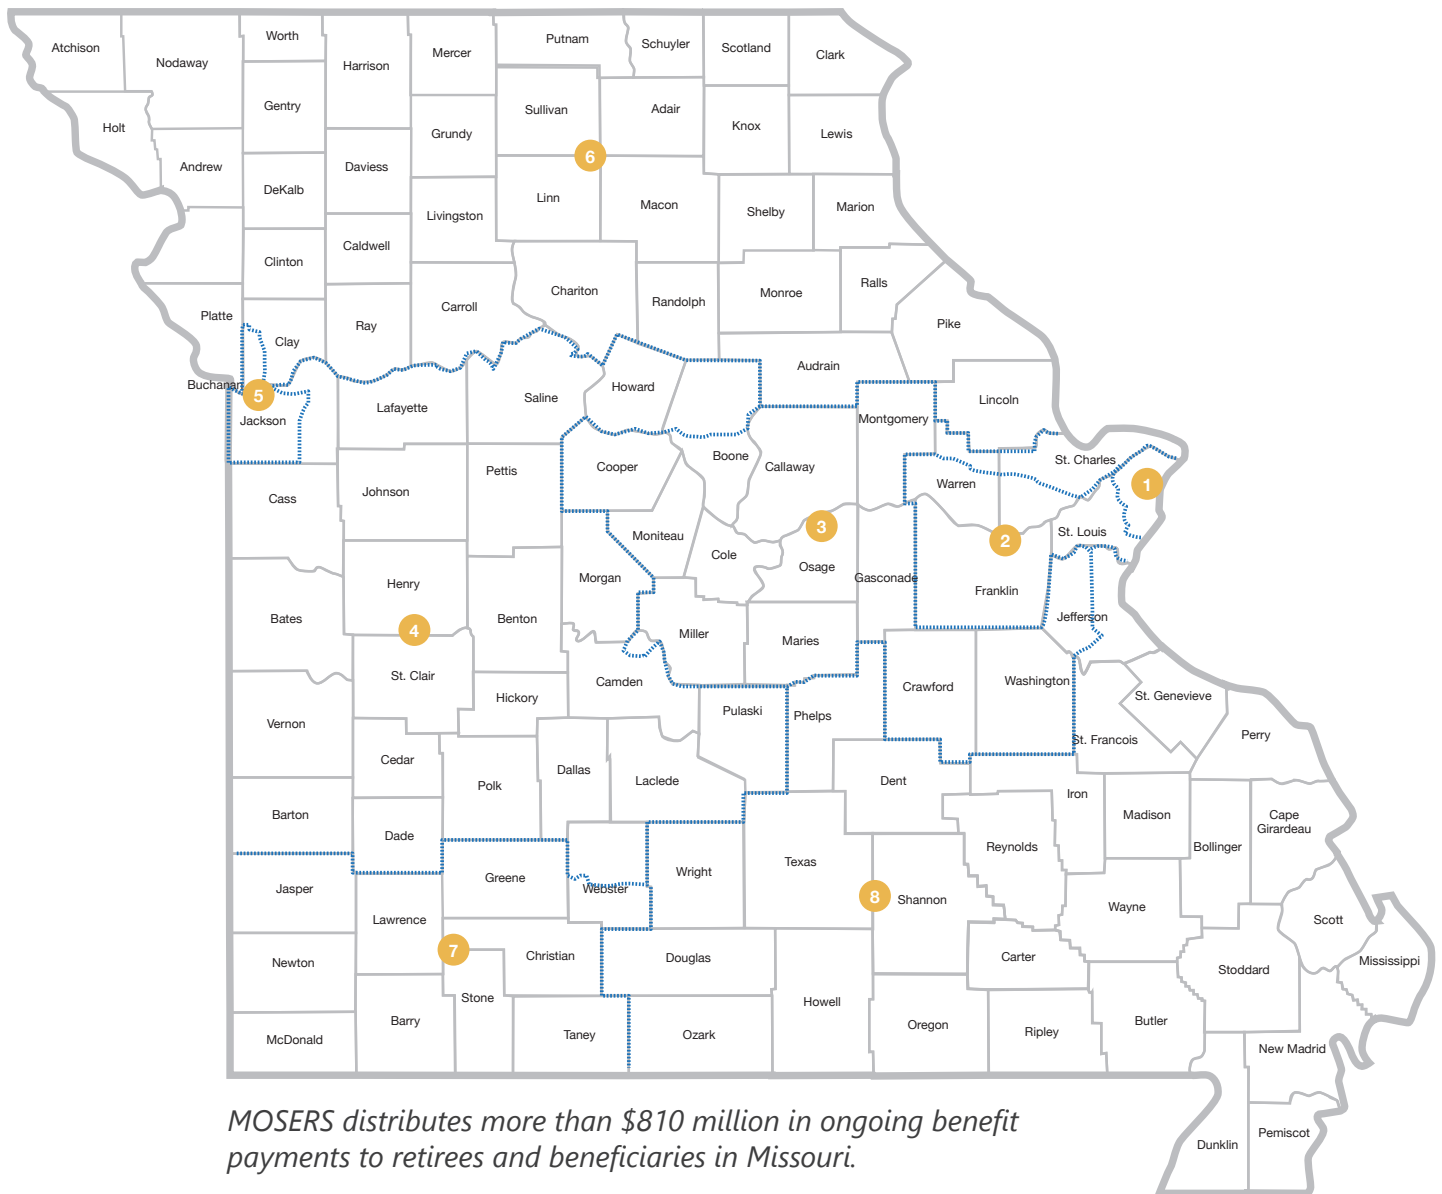 Atchison
Nodaway
Worth
Harrison
Mercer
Putnam
Schuyler
Scotland
Clark
Holt
Gentry
Grundy
Sullivan
Adair
Knox
Lewis
Andrew
DeKalb
Daviess
6
Livingston
Linn
Macon
Shelby
Marion
Clinton
Caldwell
Platte
Clay
Ray
Carroll
Chariton
Randolph
Monroe
Ralls
Pike
Buchanan
5
Jackson
Lafayette
Saline
Howard
Audrain
Lincoln
Montgomery
Cass
Johnson
Pettis
Cooper
Boone
Callaway
Warren
St. Charles
1
Moniteau
Cole
3
Osage
2
St. Louis
Henry
Morgan
Gasconade
Franklin
Jefferson
Bates
4
Benton
Miller
Maries
St. Clair
Hickory
Camden
Pulaski
Phelps
Crawford
Washington
St. Genevieve
Vernon
St. Francois
Perry
Cedar
Polk
Dallas
Laclede
Dent
Iron
Madison
Cape
Girardeau
Barton
Dade
Bollinger
Reynolds
Jasper
Greene
Webster
Wright
Texas
8
Shannon
Wayne
Scott
Lawrence
7
Christian
Newton
Douglas
Carter
Stoddard
Mississippi
Stone
McDonald
Barry
Taney
Ozark
Howell
Oregon
Ripley
Butler
New Madrid
Dunklin
Pemiscot
MOSERS distributes more than $810 million in ongoing benefit
payments to retirees and beneficiaries in Missouri.